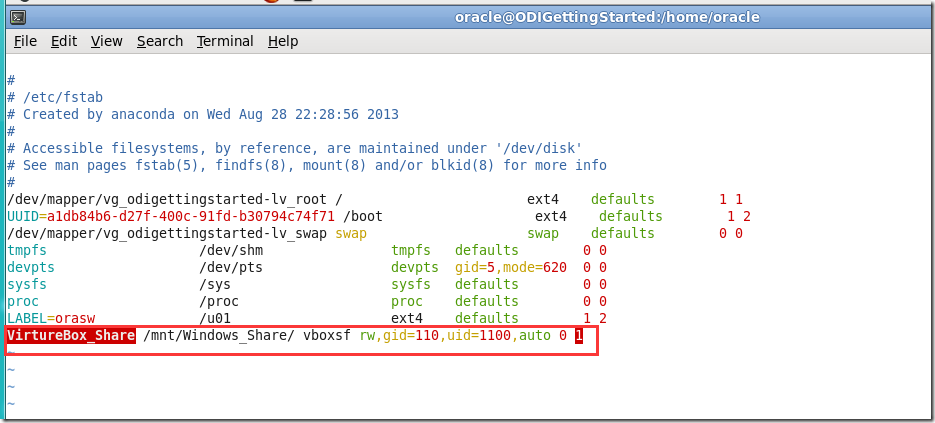 oracle@ODIGettingStarted:/home/oracle
File Edit View Search Terminal Help
#
# /etc/fstab
# Created by anaconda on Wed Aug 28 22:28:56 2013
#
# Accessible filesystems, by reference, are maintained under '/dev/disk'
# See man pages fstab(5), findfs(8), mount(8) and/or blkid(8) for more info
#
/dev/mapper/vg_odigettingstarted-lv_root / ext4 defaults 1 1
UUID=a1db84b6-d27f-400c-91fd-b30794c74f71 /boot ext4 defaults 1 2
/dev/mapper/vg_odigettingstarted-lv_swap swap swap defaults 0 0
tmpfs /dev/shm tmpfs defaults 0 0
devpts /dev/pts devpts gid=5,mode=620 0 0
sysfs /sys sysfs defaults 0 0
proc /proc proc defaults 0 0
LABEL=orasw /u01 ext4 defaults 1 2
VirtureBox_Share /mnt/Windows_Share/ vboxsf rw,gid=110,uid=1100,auto 0 1
~
~
~
~